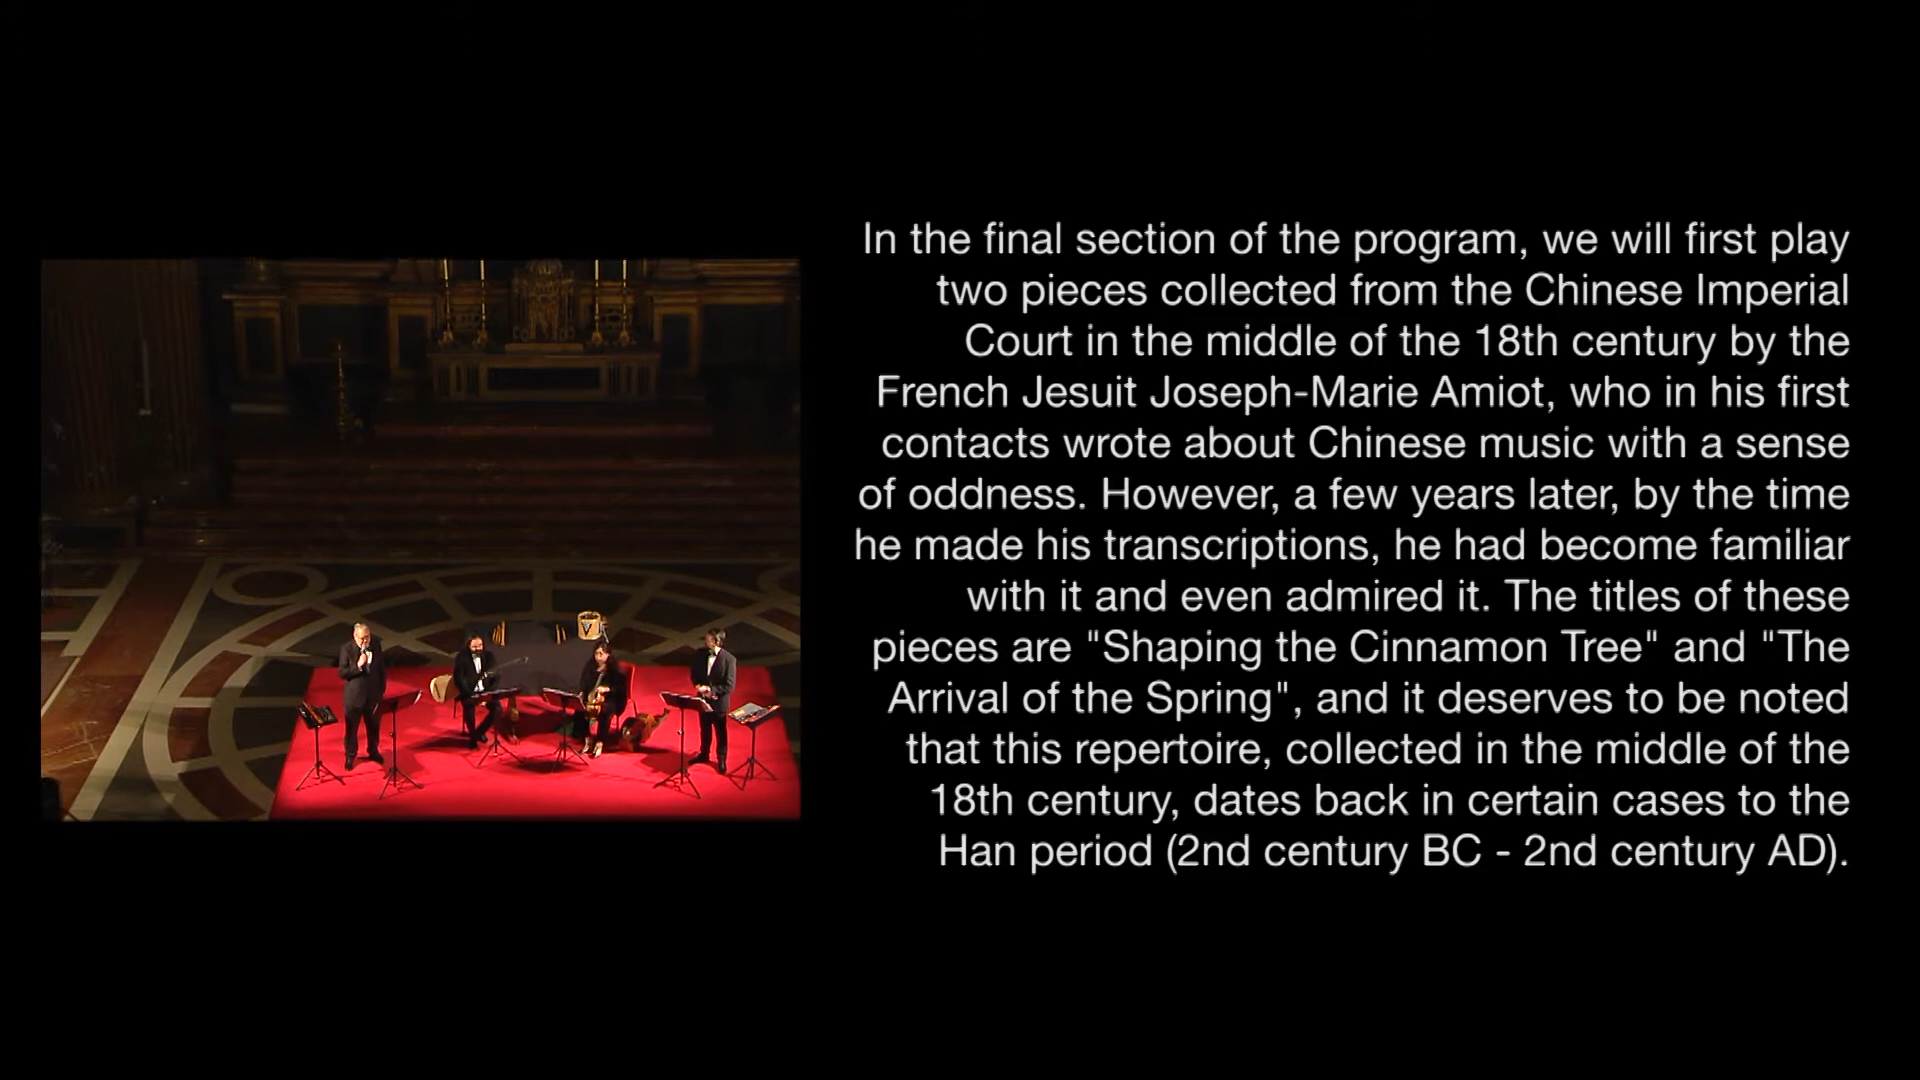 In the final section of the program, we will first play
two pieces collected from the Chinese Imperial
Court in the middle of the 18th century by the
French Jesuit Joseph-Marie Amiot, who in his first
contacts wrote about Chinese music with a sense
of oddness. However, a few years later, by the time
he made his transcriptions, he had become familiar
with it and even admired it. The titles of these
pieces are "Shaping the Cinnamon Tree" and "The
Arrival of the Spring", and it deserves to be noted
that this repertoire, collected in the middle of the
18th century, dates back in certain cases to the
Han period (2nd century BC - 2nd century AD).